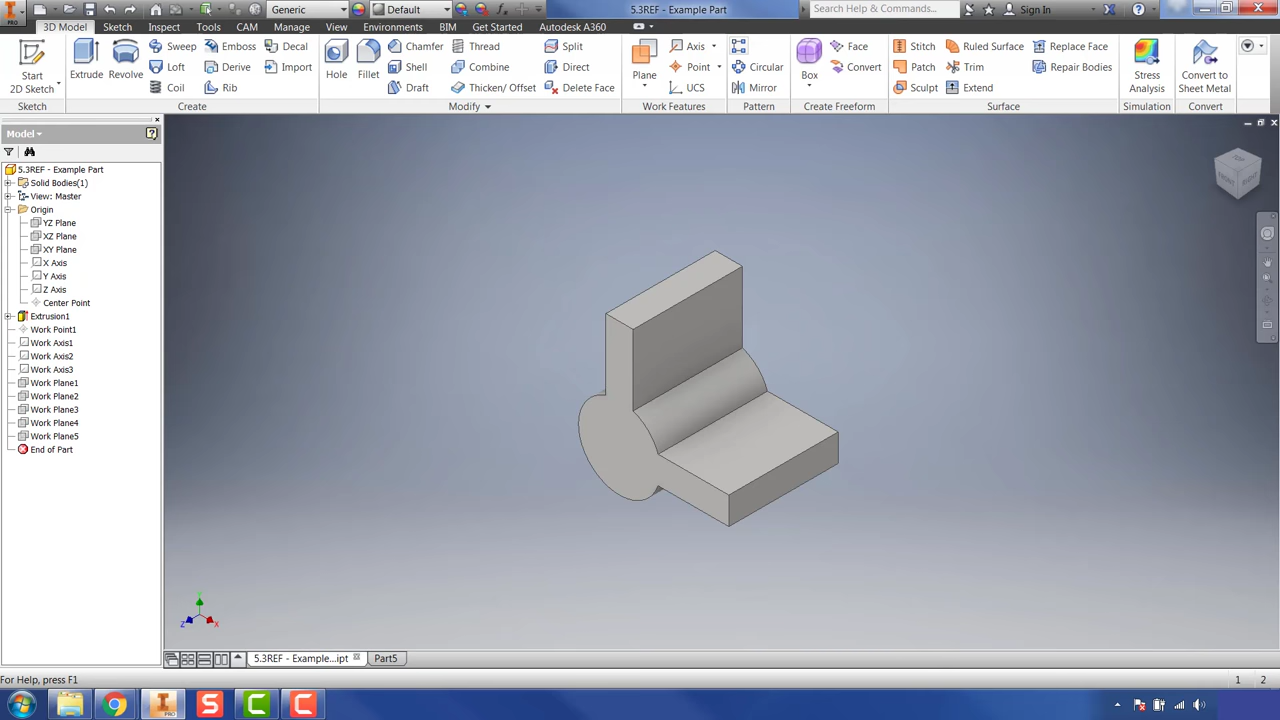 PRO
Generic
Default
fx
5.3REF - Example Part
Search Help & Commands...
Sign In
3D Model
Sketch
Inspect
Tools
CAM
Manage
View
Environments
BIM
Get Started
Autodesk A360
Start
2D Sketch
Extrude
Revolve
Sweep
Emboss
Decal
Loft
Derive
Import
Coil
Rib
Hole
Fillet
Chamfer
Thread
Split
Shell
Combine
Direct
Draft
Thicken/ Offset
Delete Face
Plane
Axis
Point
UCS
Circular
Mirror
Box
Face
Convert
Stitch
Ruled Surface
Replace Face
Patch
Trim
Repair Bodies
Sculpt
Extend
Stress
Analysis
Convert to
Sheet Metal
Sketch
Create
Modify
Work Features
Pattern
Create Freeform
Surface
Simulation
Convert
Model
5.3REF - Example Part
Solid Bodies(1)
View: Master
Origin
YZ Plane
XZ Plane
XY Plane
X Axis
Y Axis
Z Axis
Center Point
Extrusion1
Work Point1
Work Axis1
Work Axis2
Work Axis3
Work Plane1
Work Plane2
Work Plane3
Work Plane4
Work Plane5
End of Part
TOP
FRONT
RIGHT
Y
Z
X
5.3REF - Example...ipt
Part5
For Help, press F1
1
2